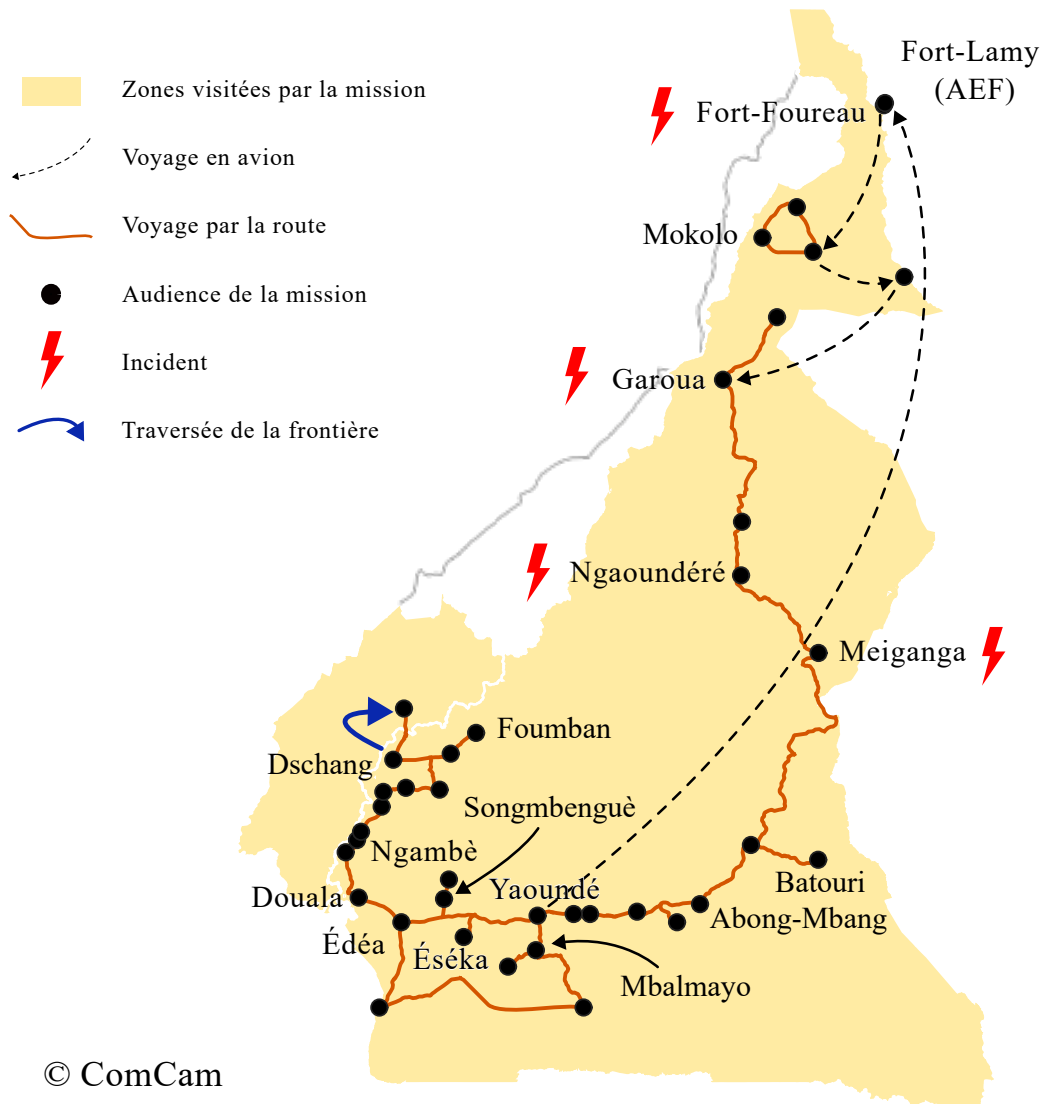 Zones visitées par la mission
Voyage en avion
Voyage par la route
Audience de la mission
Incident
Traversée de la frontière
Fort-Lamy
(AEF)
Fort-Foureau
Mokolo
Garoua
Ngaoundéré
Meiganga
Foumban
Dschang
Songmbenguè
Ngambè
Batouri
Yaoundé
Douala
Abong-Mbang
Édéa
Éséka
Mbalmayo
© ComCam